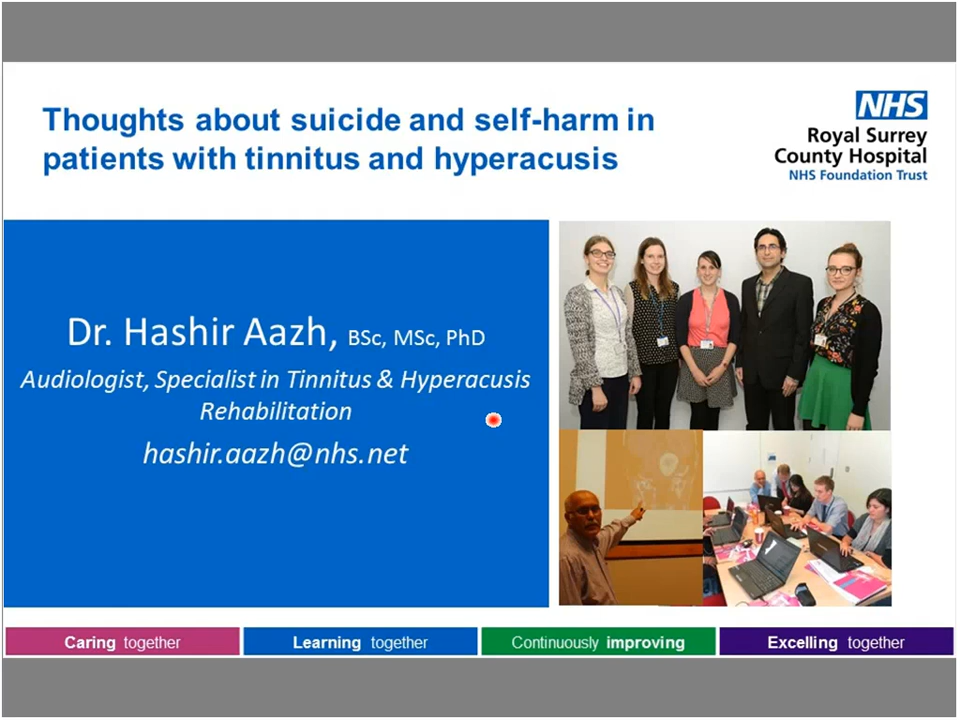 Thoughts about suicide and self-harm in
patients with tinnitus and hyperacusis
NHS
Royal Surrey
County Hospital
NHS Foundation Trust
Dr. Hashir Aazh, BSc, MSc, PhD
Audiologist, Specialist in Tinnitus & Hyperacusis
Rehabilitation
hashir.aazh@nhs.net
Caring together
Learning together
Continuously improving
Excelling together